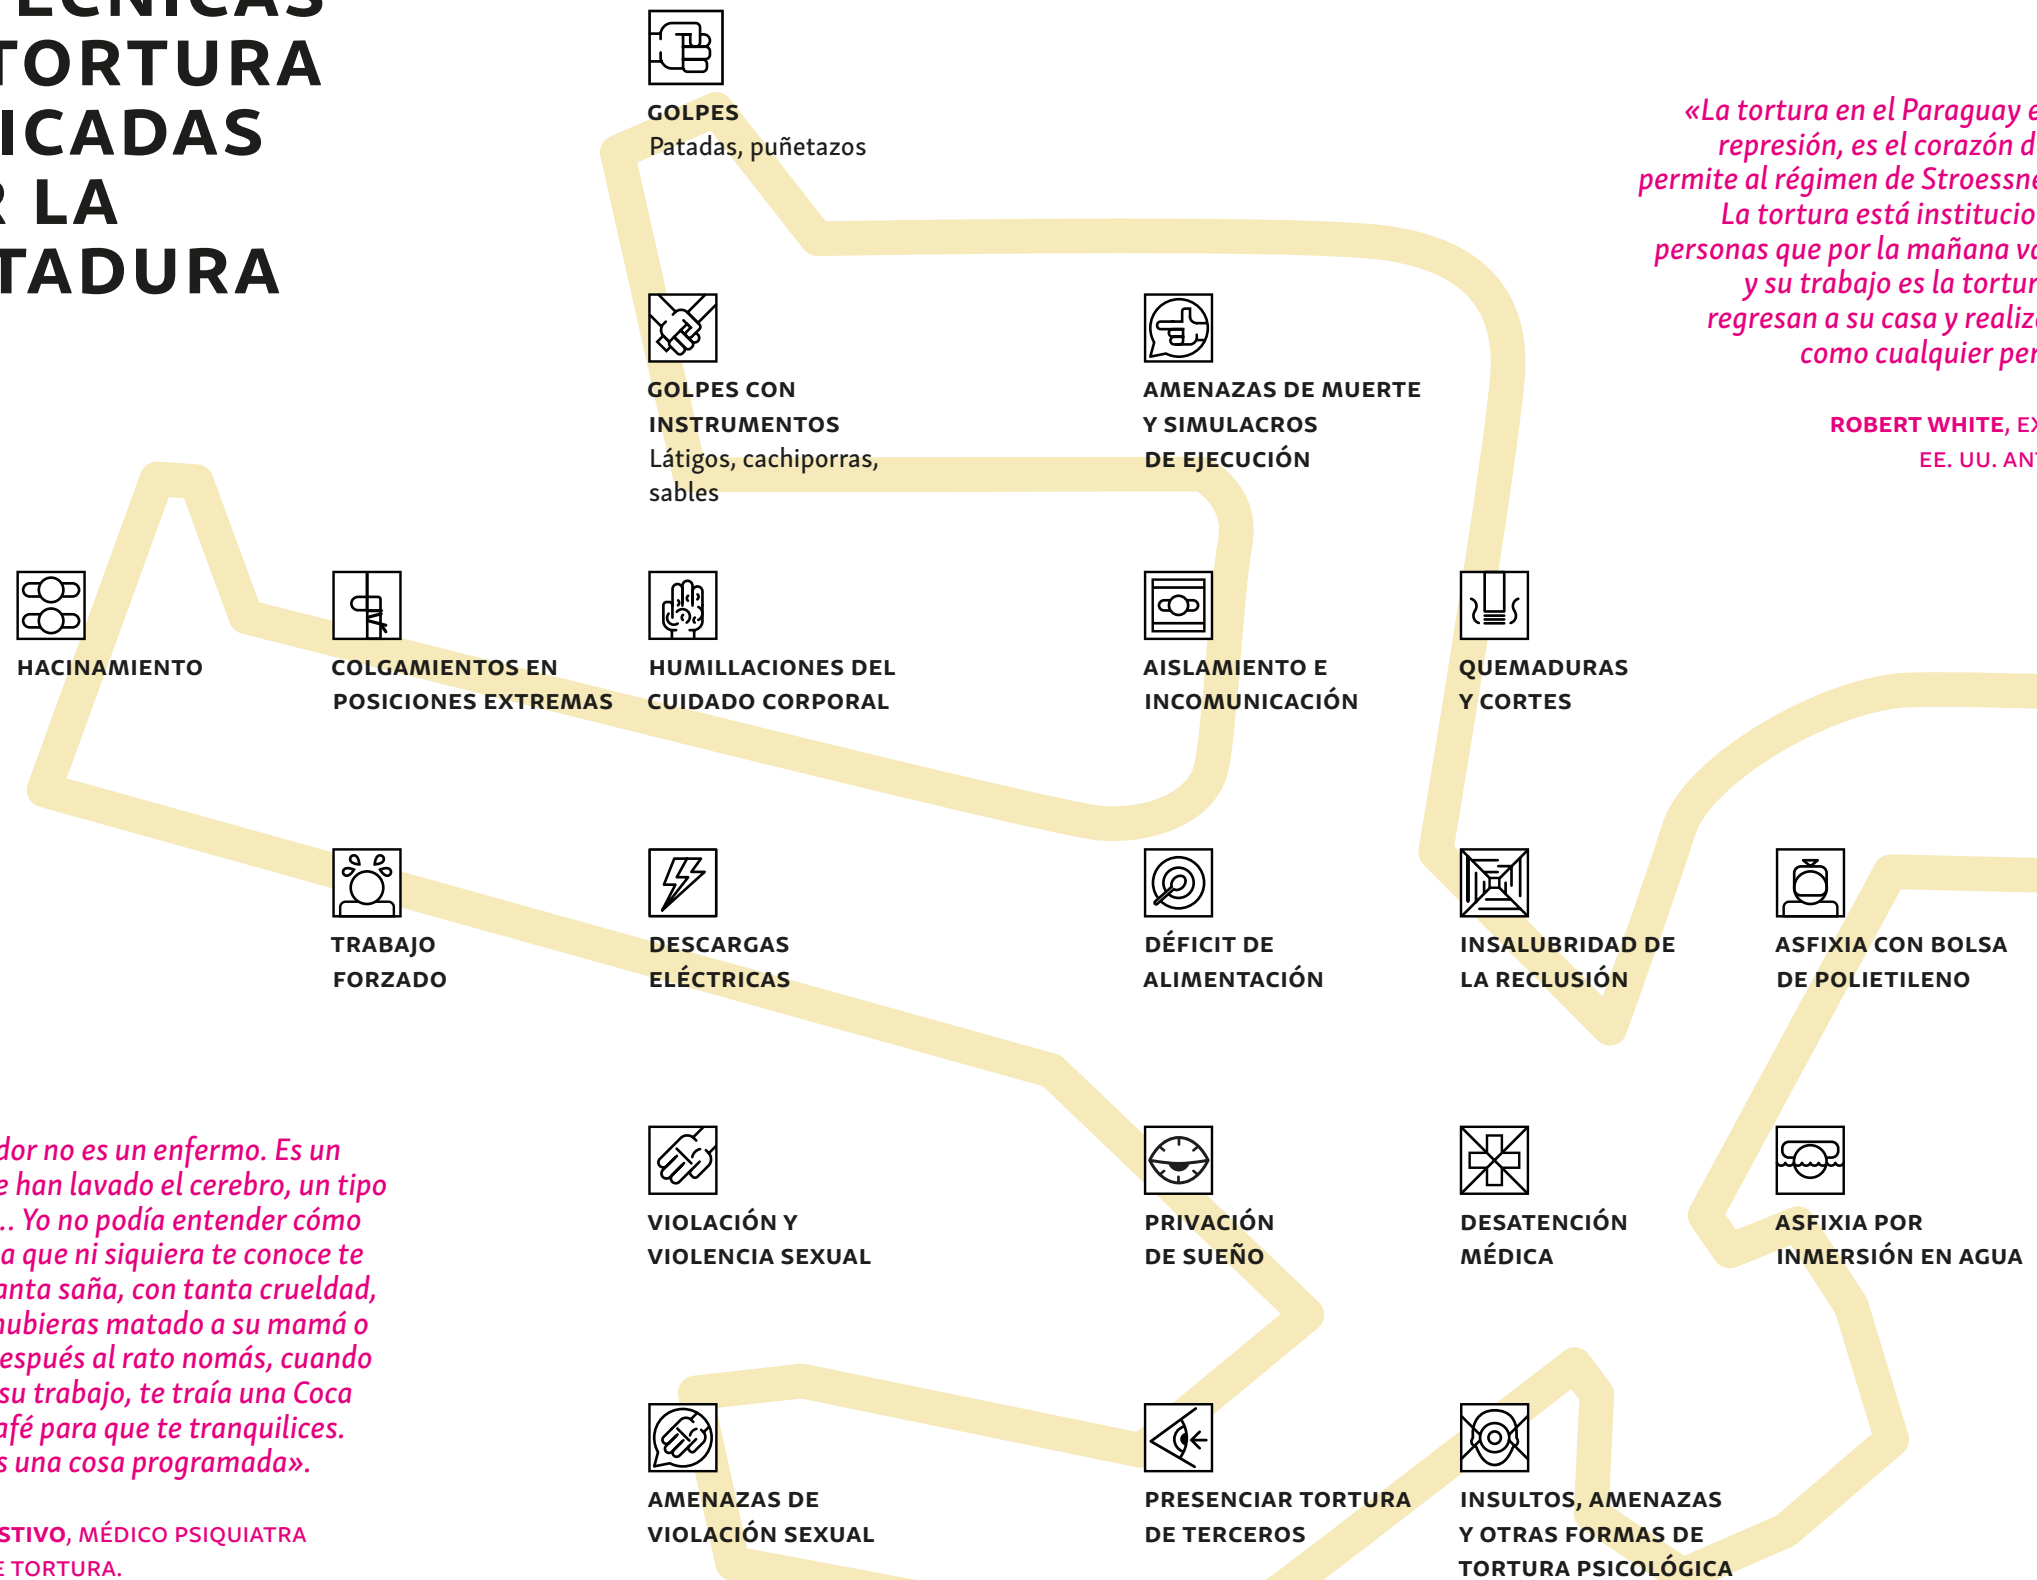 TÉCNICAS
TORTURA
ICADAS
R LA
TADURA
GOLPES
Patadas, puñetazos
«La tortura en el Paraguay e
represión, es el corazón d
permite al régimen de Stroessne
La tortura está institucio
personas que por la mañana va
y su trabajo es la tortur
regresan a su casa y realiza
como cualquier per
ROBERT WHITE, EX
EE. UU. ANT
GOLPES CON
INSTRUMENTOS
Látigos, cachiporras,
sables
AMENAZAS DE MUERTE
Y SIMULACROS
DE EJECUCIÓN
HACINAMIENTO
COLGAMIENTOS EN
POSICIONES EXTREMAS
HUMILLACIONES DEL
CUIDADO CORPORAL
AISLAMIENTO E
INCOMUNICACIÓN
QUEMADURAS
Y CORTES
TRABAJO
FORZADO
DESCARGAS
ELÉCTRICAS
DÉFICIT DE
ALIMENTACIÓN
INSALUBRIDAD DE
LA RECLUSIÓN
ASFIXIA CON BOLSA
DE POLIETILENO
dor no es un enfermo. Es un
e han lavado el cerebro, un tipo
... Yo no podía entender cómo
a que ni siquiera te conoce te
anta saña, con tanta crueldad,
hubieras matado a su mamá o
espués al rato nomás, cuando
su trabajo, te traía una Coca
afé para que te tranquilices.
s una cosa programada».
STIVO, MÉDICO PSIQUIATRA
E TORTURA.
VIOLACIÓN Y
VIOLENCIA SEXUAL
PRIVACIÓN
DE SUEÑO
DESATENCIÓN
MÉDICA
ASFIXIA POR
INMERSIÓN EN AGUA
AMENAZAS DE
VIOLACIÓN SEXUAL
PRESENCIAR TORTURA
DE TERCEROS
INSULTOS, AMENAZAS
Y OTRAS FORMAS DE
TORTURA PSICOLÓGICA